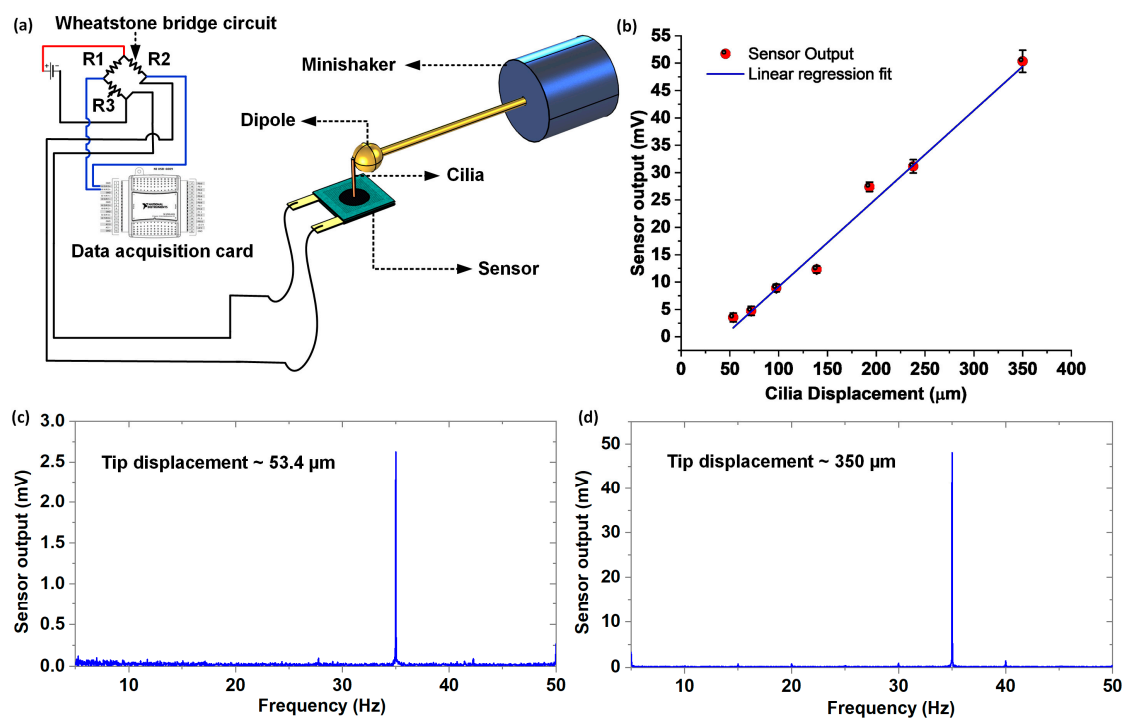 (a)
Wheatstone bridge circuit
R1
R2
R3
Minishaker
Dipole
Cilia
Sensor
NATIONAL
INSTRUMENTS
Data acquisition card
(b)
Sensor Output
Linear regression fit
Sensor output (mV)
55
50
45
40
35
30
25
20
15
10
5
0
0 50 100 150 200 250 300 350 400
Cilia Displacement (μm)
(c)
Tip displacement ~ 53.4 μm
Sensor output (mV)
3.0
2.5
2.0
1.5
1.0
0.5
0.0
10 20 30 40 50
Frequency (Hz)
(d)
Tip displacement ~ 350 μm
Sensor output (mV)
50
40
30
20
10
0
10 20 30 40 50
Frequency (Hz)